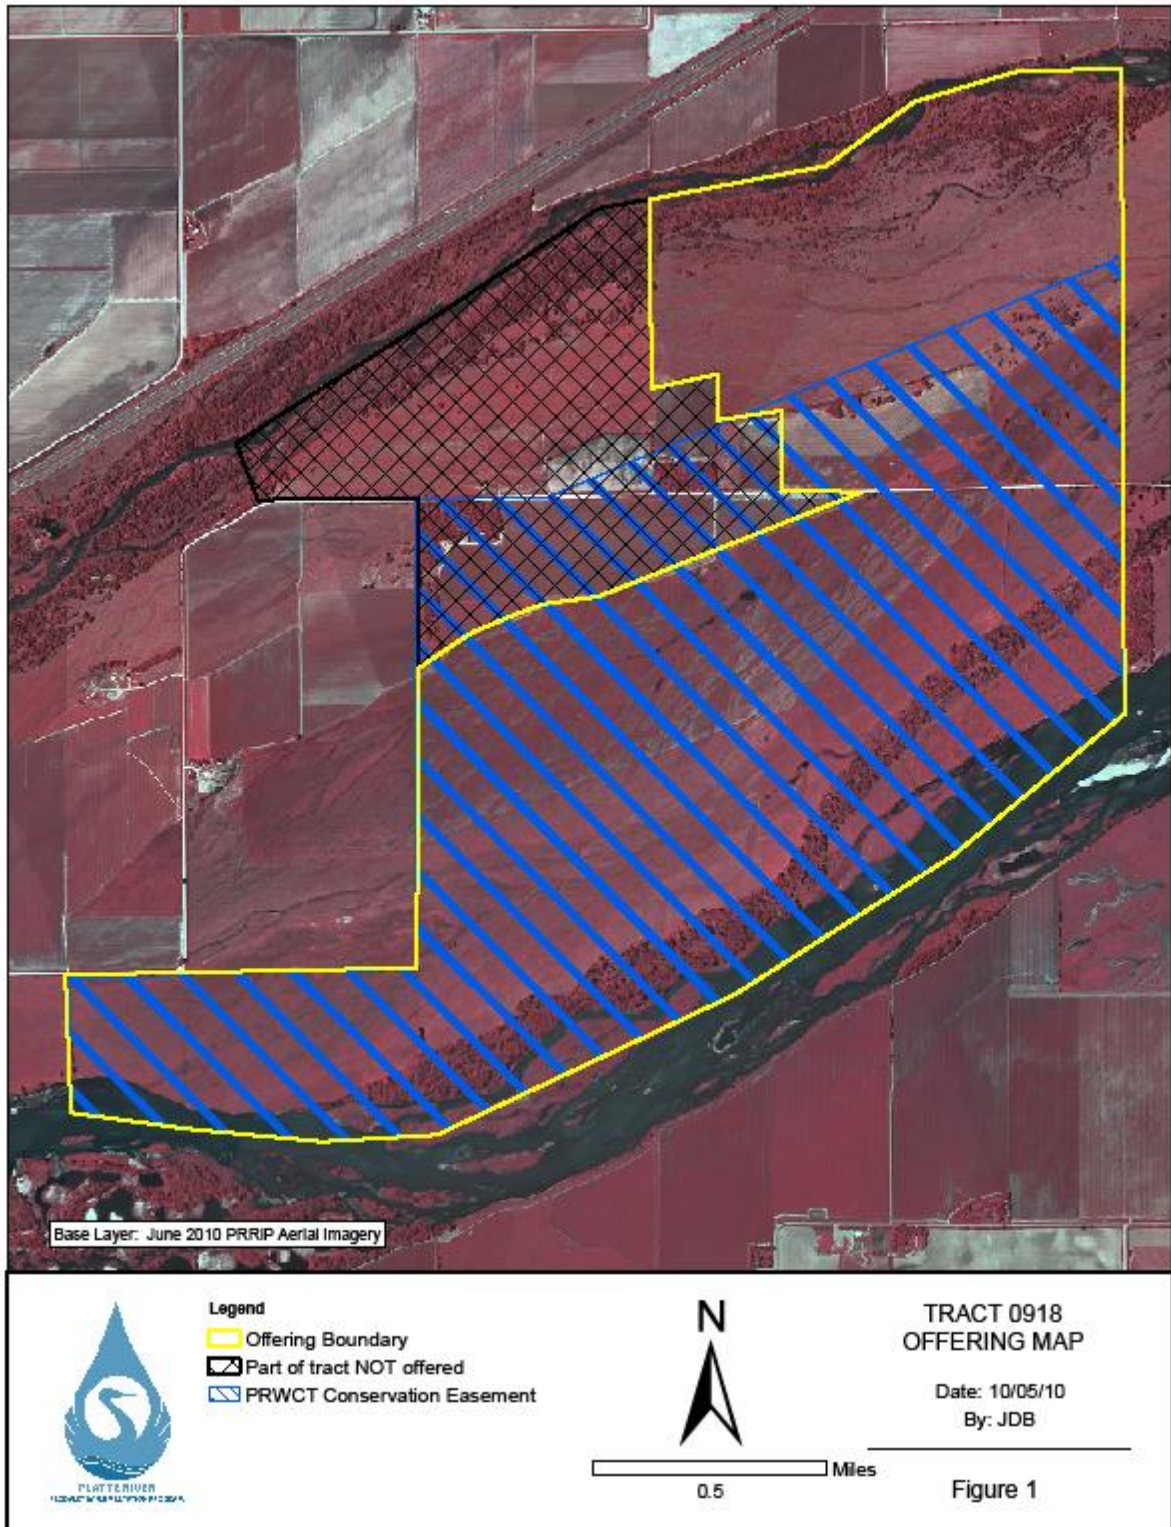 Base Layer: June 2010 PRRIP Aerial Imagery
Legend
Offering Boundary
Part of tract NOT offered
PRWCT Conservation Easement
PLATTE RIVER
N
0.5
Miles
TRACT 0918
OFFERING MAP
Date: 10/05/10
By: JDB
Figure 1